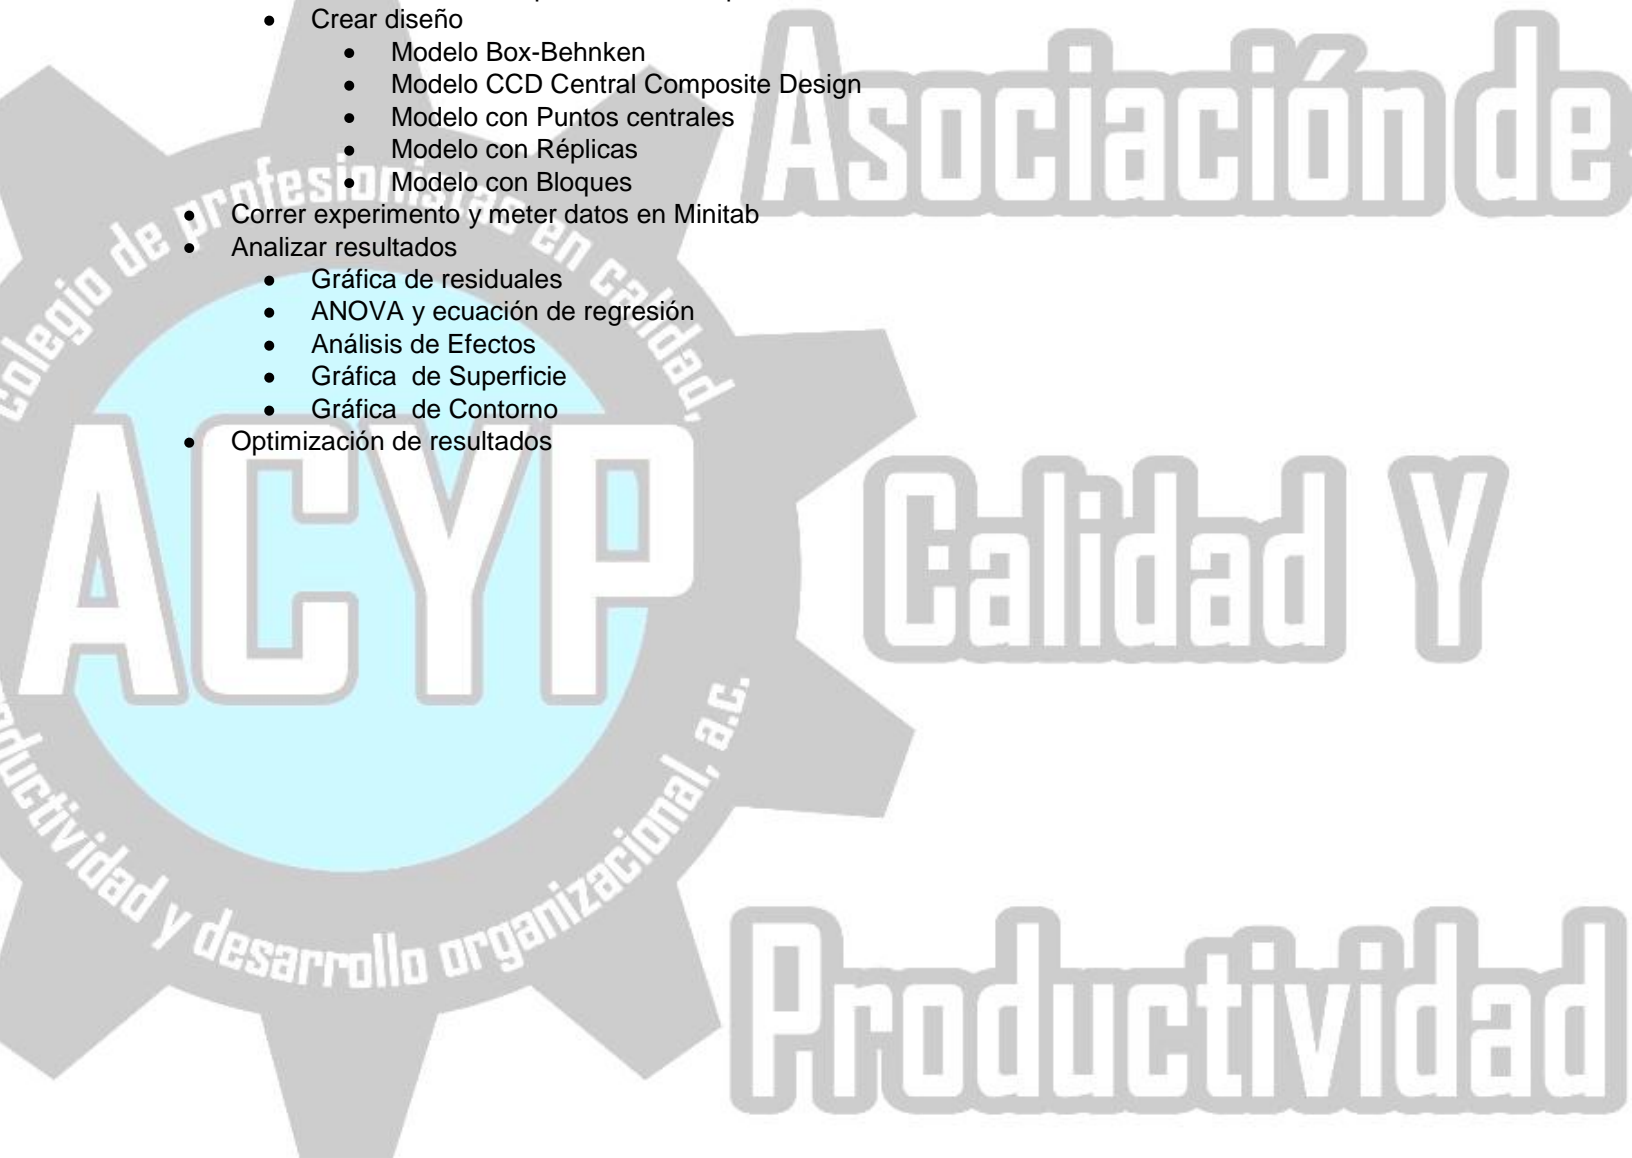 • Crear diseño
• Modelo Box-Behnken
• Modelo CCD Central Composite Design
• Modelo con Puntos centrales
• Modelo con Réplicas
• Modelo con Bloques
• Correr experimento y meter datos en Minitab
• Analizar resultados
• Gráfica de residuales
• ANOVA y ecuación de regresión
• Análisis de Efectos
• Gráfica  de Superficie
• Gráfica  de Contorno
• Optimización de resultados
colegio de profesionistas en calidad,
ACYP
productividad y desarrollo organizacional, a.c.
Asociación de
Calidad Y
Productividad